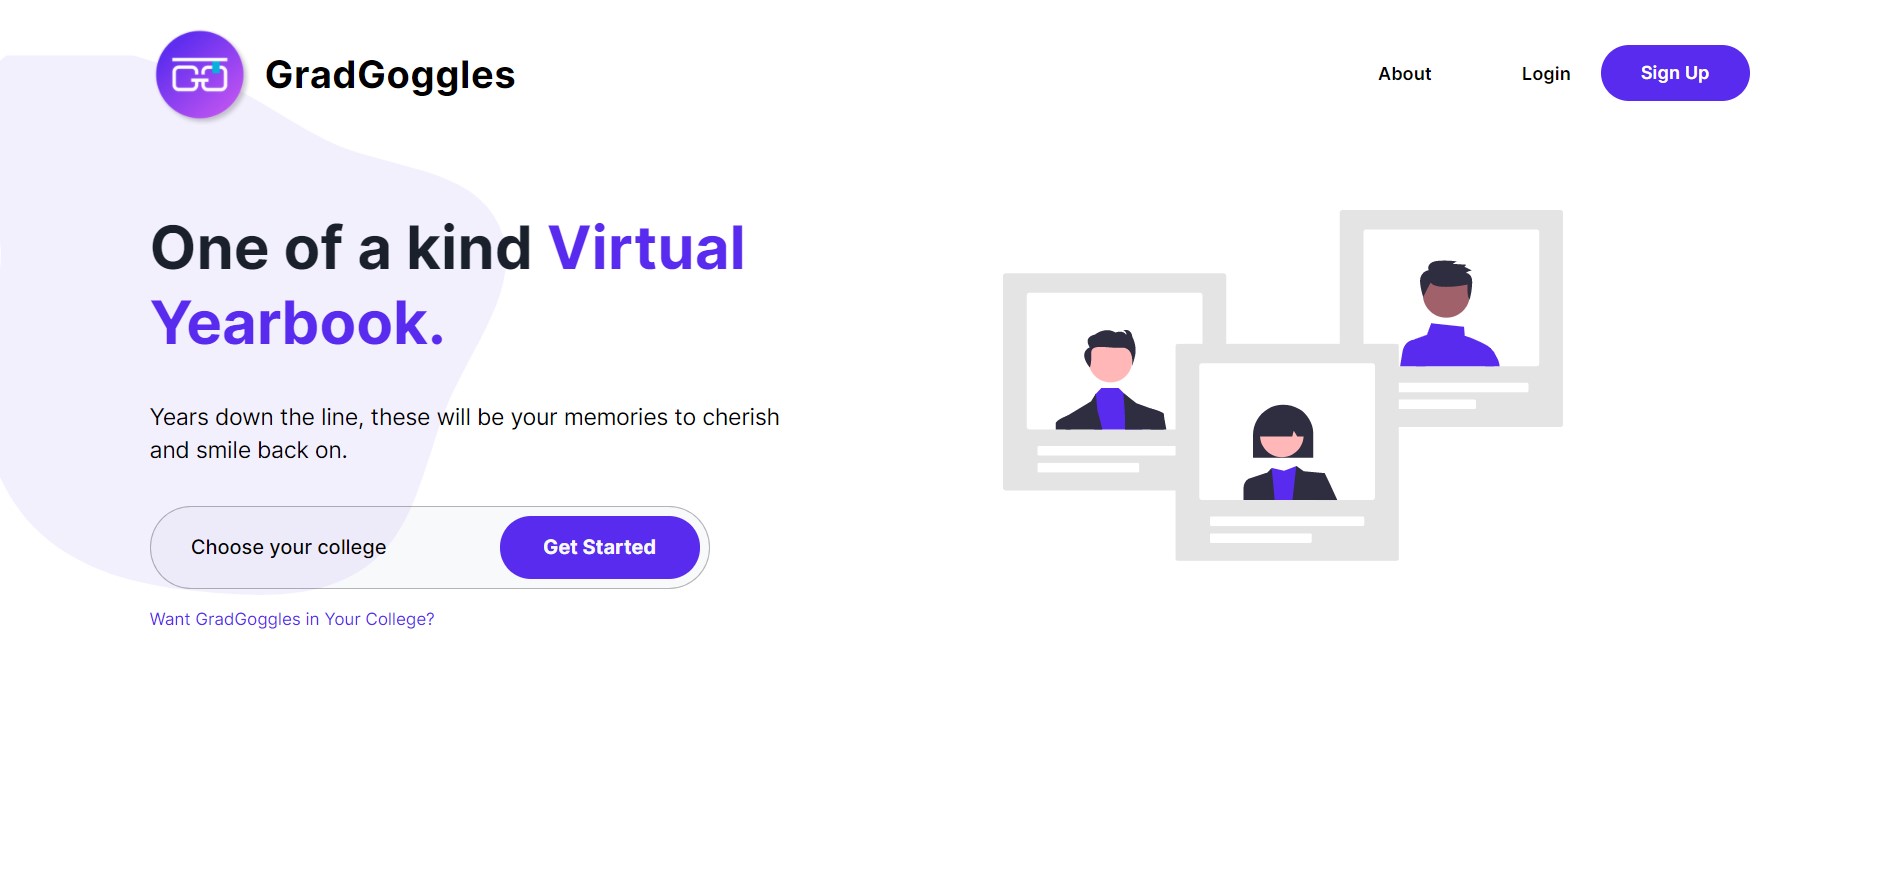 GradGoggles
About
Login
Sign Up
One of a kind Virtual
Yearbook.
Years down the line, these will be your memories to cherish
and smile back on.
Choose your college
Get Started
Want GradGoggles in Your College?